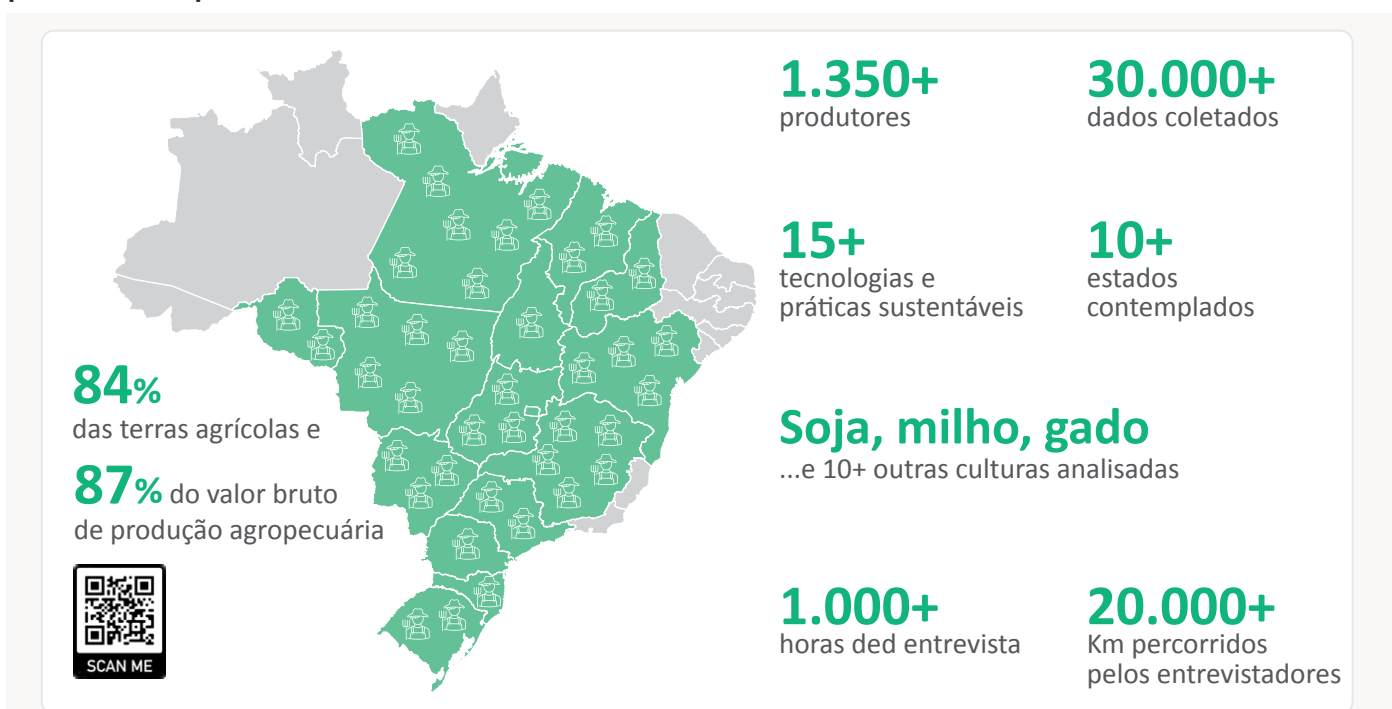 1.350+
produtores
30.000+
dados coletados
15+
tecnologias e
práticas sustentáveis
10+
estados
contemplados
84%
das terras agrícolas e
87% do valor bruto
de produção agropecuária
Soja, milho, gado
...e 10+ outras culturas analisadas
1.000+
horas ded entrevista
20.000+
Km percorridos
pelos entrevistadores
SCAN ME